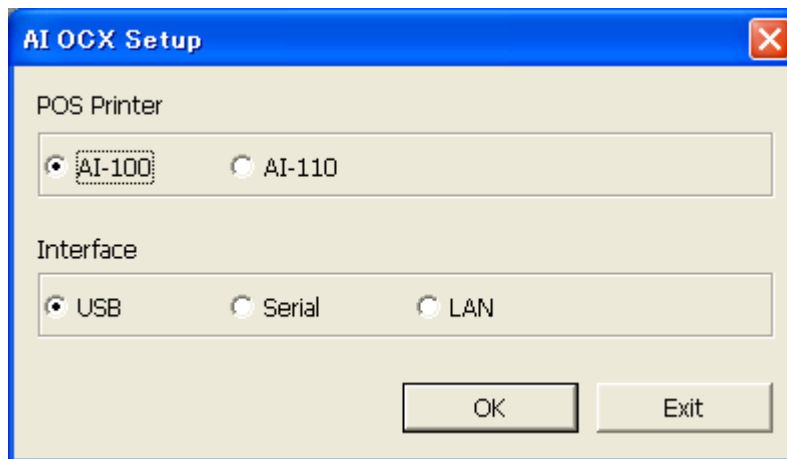 AI OCX Setup
POS Printer
AI-100 AI-110
Interface
USB Serial LAN
OK Exit